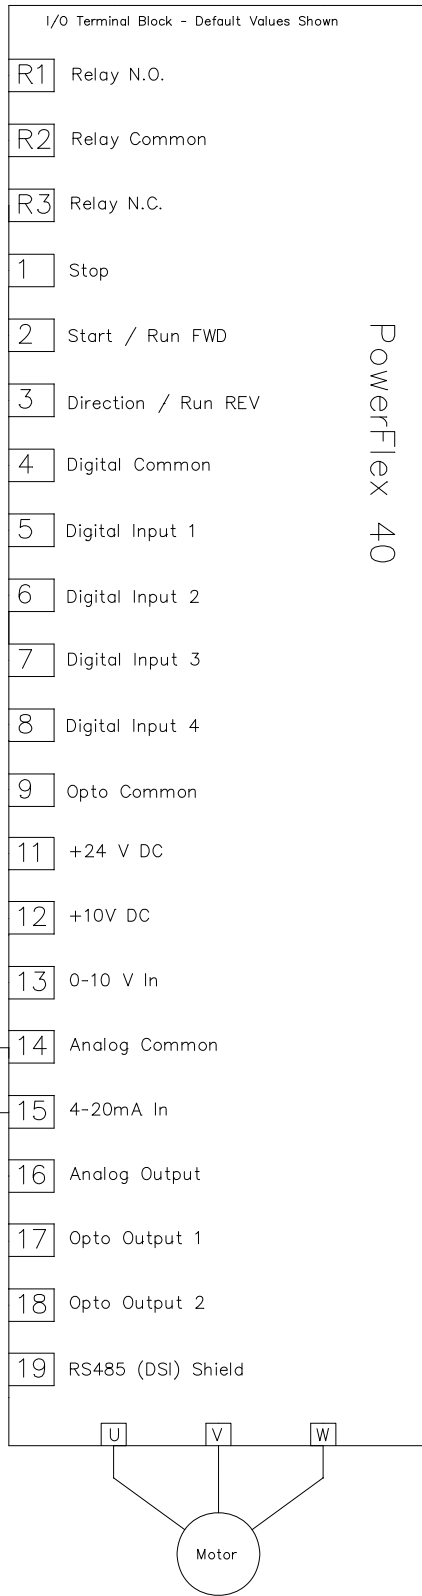 I/O Terminal Block - Default Values Shown
R1 Relay N.O.
R2 Relay Common
R3 Relay N.C.
1 Stop
2 Start / Run FWD
3 Direction / Run REV
4 Digital Common
5 Digital Input 1
6 Digital Input 2
7 Digital Input 3
8 Digital Input 4
9 Opto Common
11 +24 V DC
12 +10V DC
13 0-10 V In
14 Analog Common
15 4-20mA In
16 Analog Output
17 Opto Output 1
18 Opto Output 2
19 RS485 (DSI) Shield
PowerFlex 40
U V W
Motor